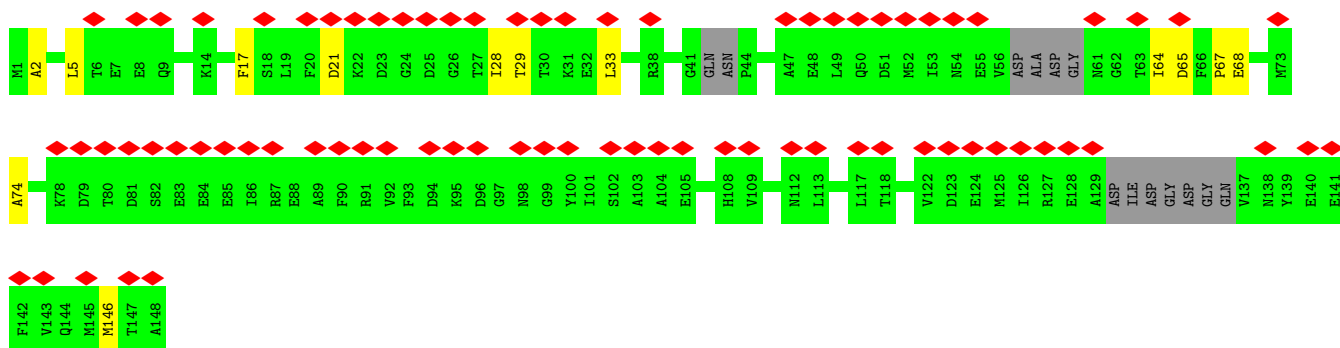 M1 A2 L5 T6 E7 E8 Q9 K14 F17 S18 L19 F20 D21 K22 D23 G24 D25 G26 T27 I28 T29 T30 K31 E32 L33 R38 G41 GLN ASN P44 A47 E48 L49 Q50 D51 M52 I53 N54 E55 V56 ASP ALA ASP GLY N61 G62 T63 I64 D65 F66 P67 E68 M73
A74 K78 D79 T80 D81 S82 E83 E84 E85 I86 R87 E88 A89 F90 R91 V92 F93 D94 K95 D96 G97 N98 G99 Y100 I101 S102 A103 A104 E105 H108 V109 N112 L113 L117 T118 V122 D123 E124 M125 I126 R127 E128 A129 ASP ILE ASP GLY ASP GLY GLN V137 N138 Y139 E140 E141
F142 V143 Q144 M145 M146 T147 A148